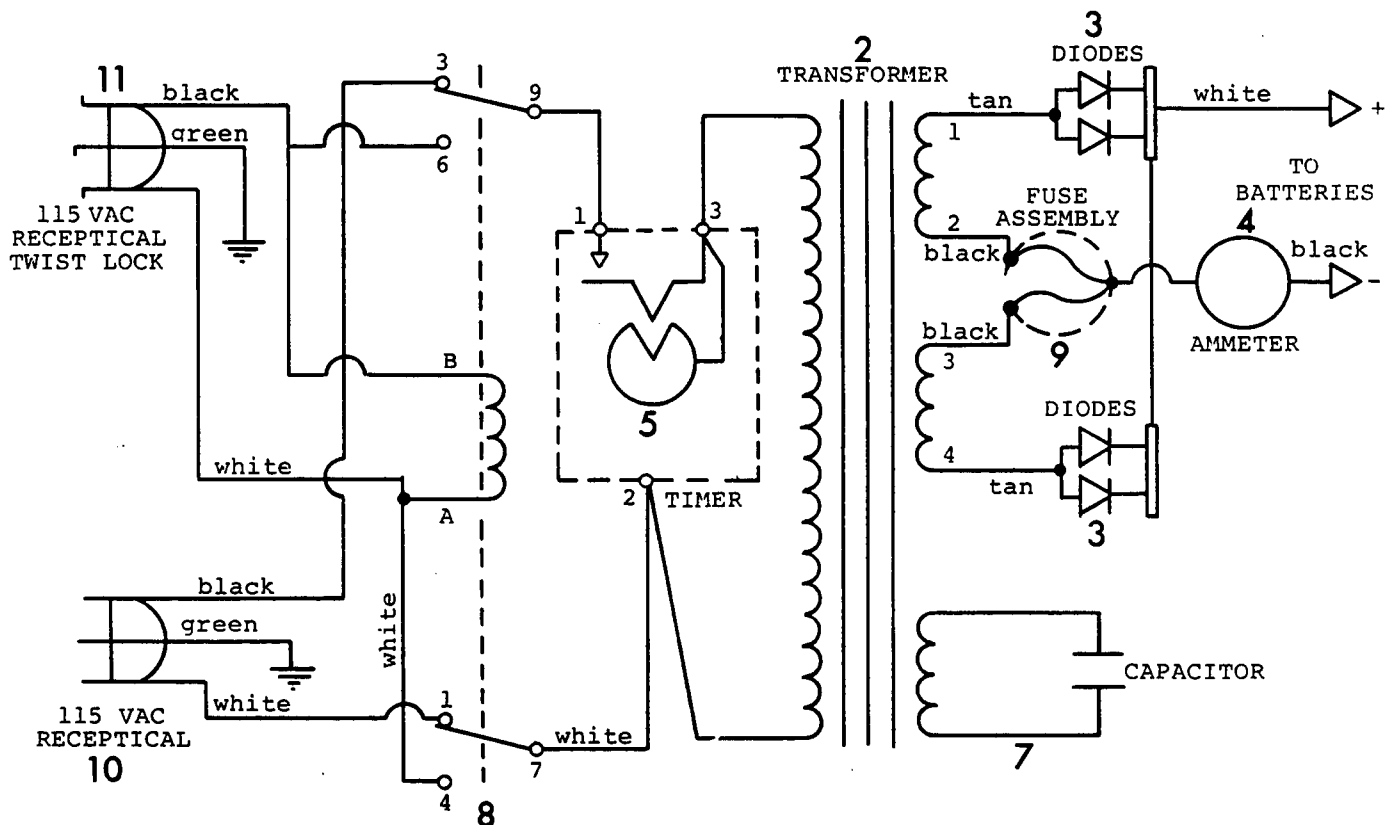 11
black
green
115 VAC
RECEPTICAL
TWIST LOCK
3
9
6
B
white
A
black
green
white
white
115 VAC
RECEPTICAL
10
1
4
7
white
8
1
3
5
2
TIMER
2
TRANSFORMER
3
DIODES
tan
1
white
+
TO
BATTERIES
FUSE
ASSEMBLY
2
black
4
black
-
AMMETER
black
3
9
DIODES
4
tan
3
CAPACITOR
7